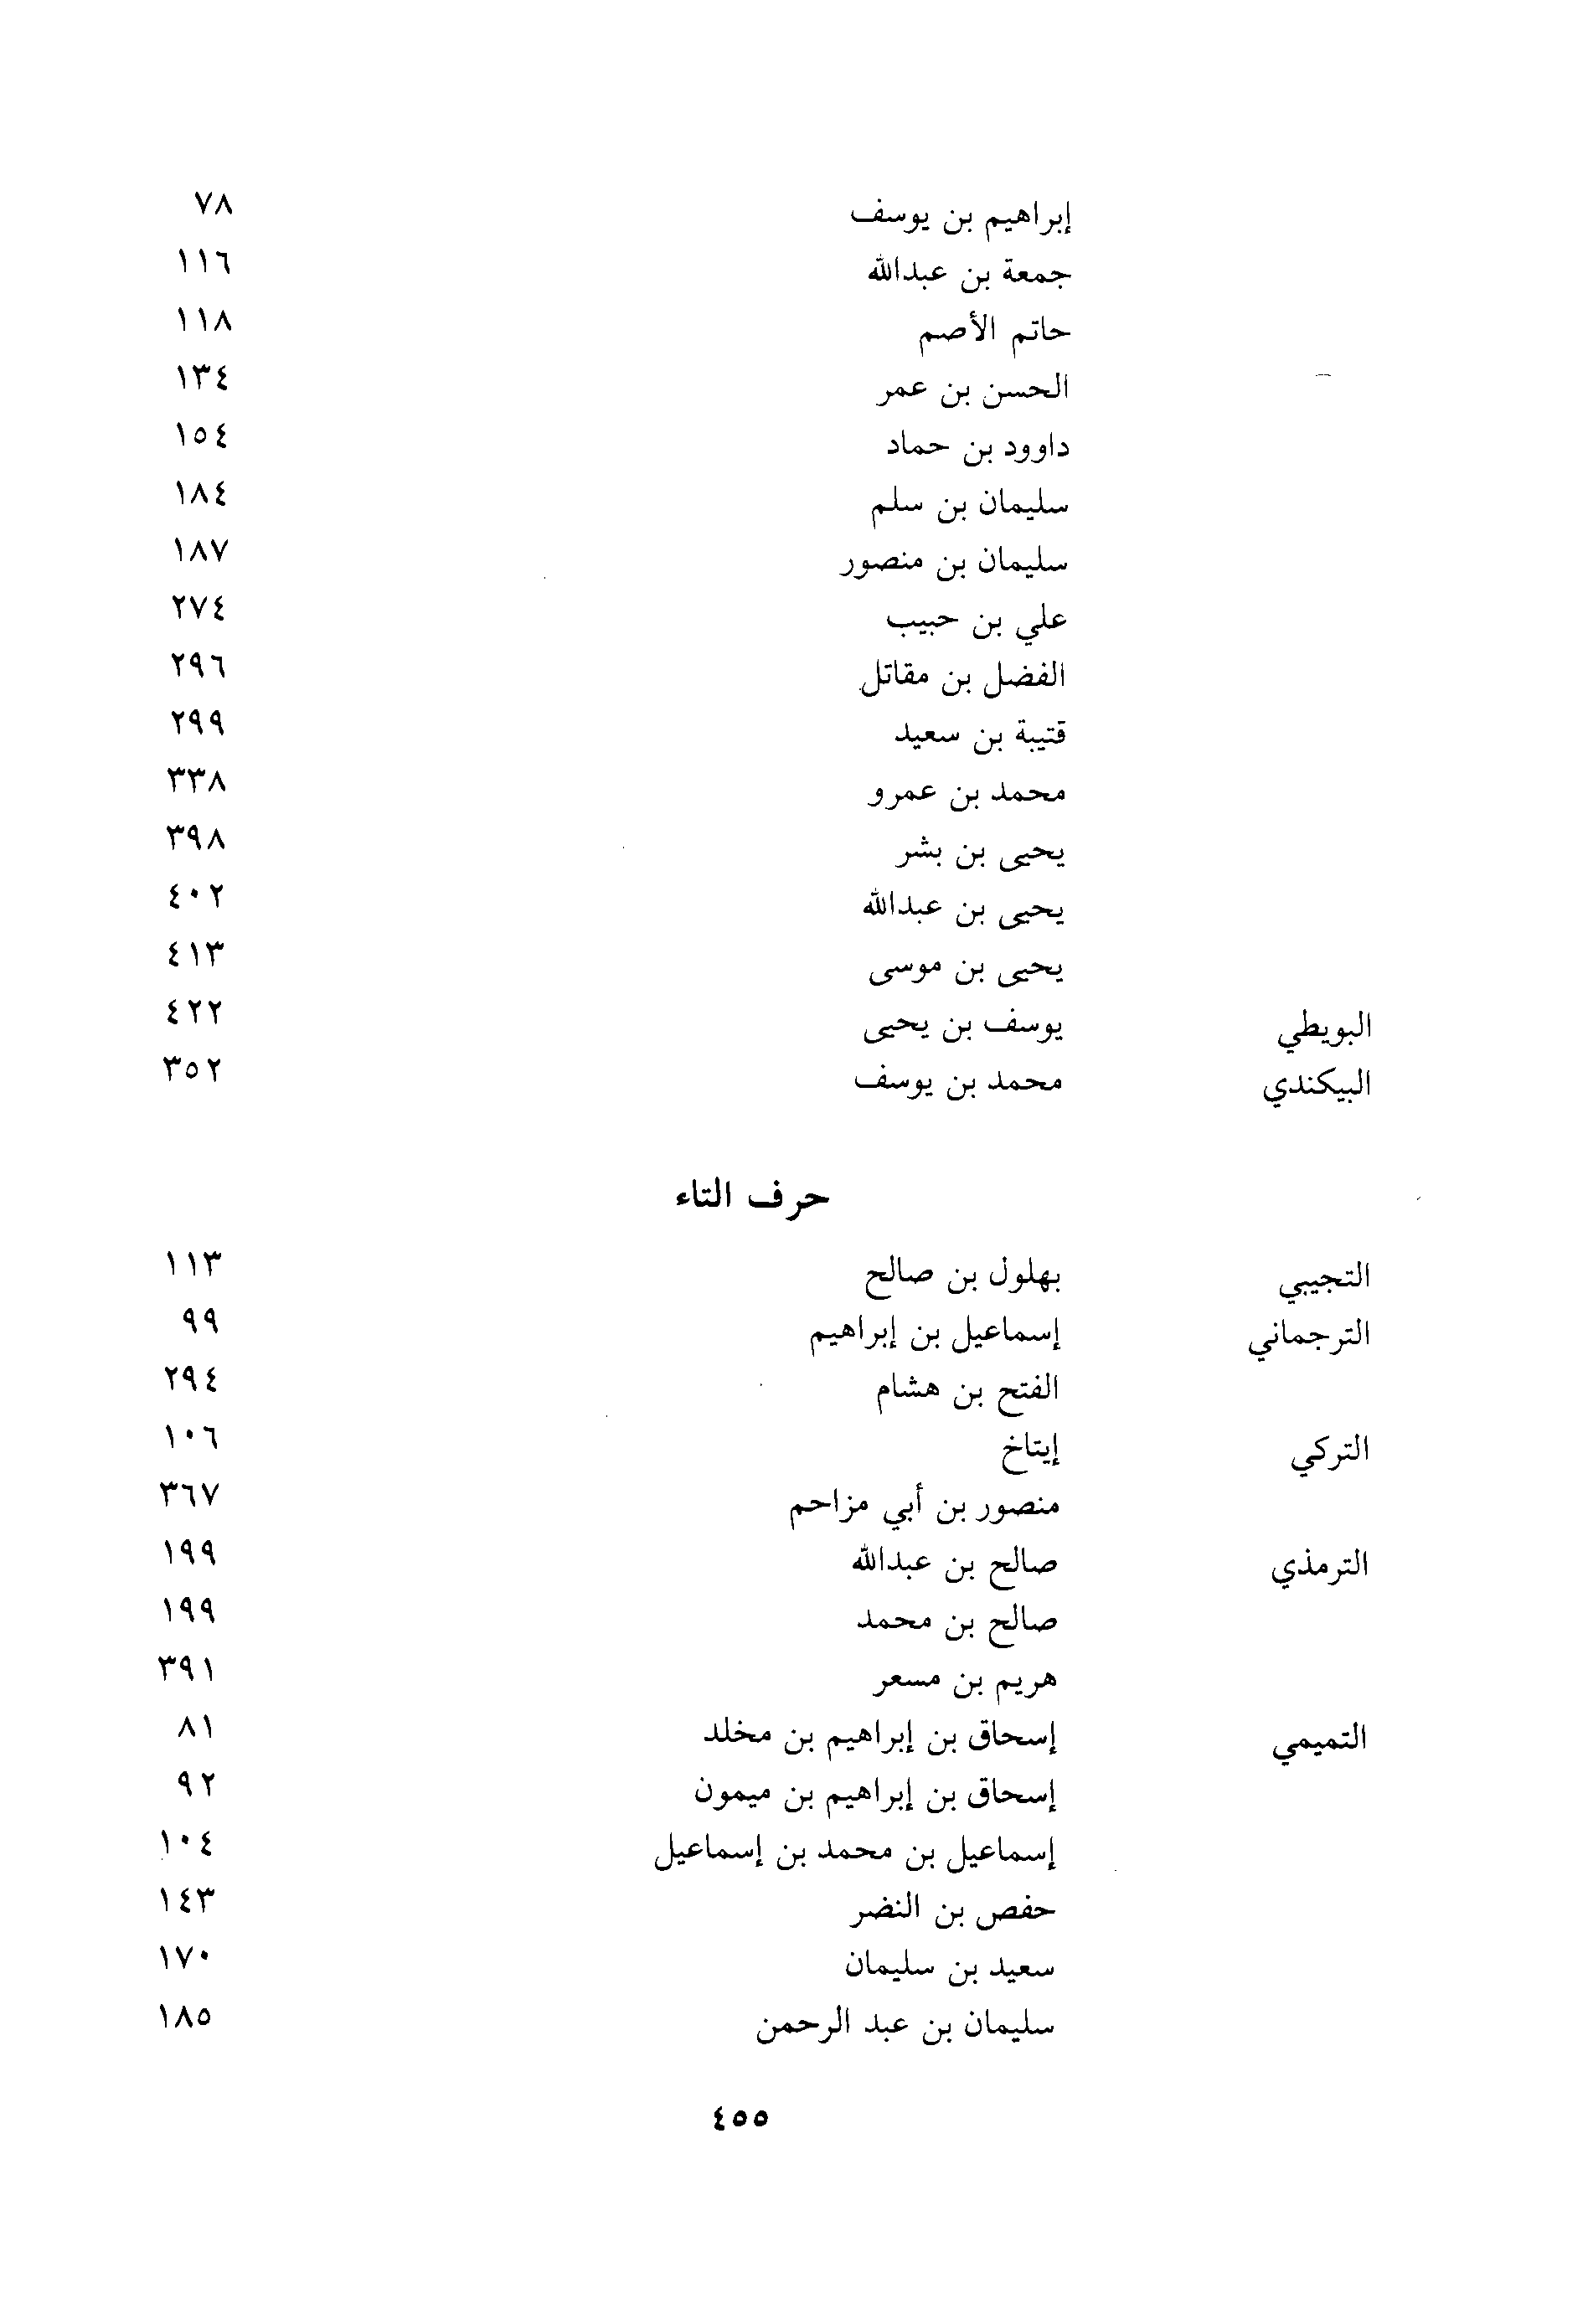 إبراهيم بن يوسف ٧٨
جمعة بن عبدالله ١١٦
حاتم الأصم ١١٨
الحسن بن عمر ١٣٤
داوود بن حماد ١٥٤
سليمان بن سلم ١٨٤
سليمان بن منصور ١٨٧
علي بن حبيب ٢٧٤
الفضل بن مقاتل ٢٩٦
قتيبة بن سعيد ٢٩٩
محمد بن عمرو ٣٣٨
يحيى بن بشر ٣٩٨
يحيى بن عبدالله ٤٠٢
يحيى بن موسى ٤١٣
البويطي يوسف بن يحيى ٤٢٢
البيكندي محمد بن يوسف ٣٥٢
حرف التاء
التجيبي بهلول بن صالح ١١٣
الترجماني إسماعيل بن إبراهيم ٩٩
الفتح بن هشام ٢٩٤
التركي إيتاخ ١٠٦
منصور بن أبي مزاحم ٣٦٧
الترمذي صالح بن عبدالله ١٩٩
صالح بن محمد ١٩٩
هريم بن مسعر ٣٩١
التميمي إسحاق بن إبراهيم بن مخلد ٨١
إسحاق بن إبراهيم بن ميمون ٩٢
إسماعيل بن محمد بن إسماعيل ١٠٤
حفص بن النضر ١٤٣
سعيد بن سليمان ١٧٠
سليمان بن عبد الرحمن ١٨٥
٤٥٥